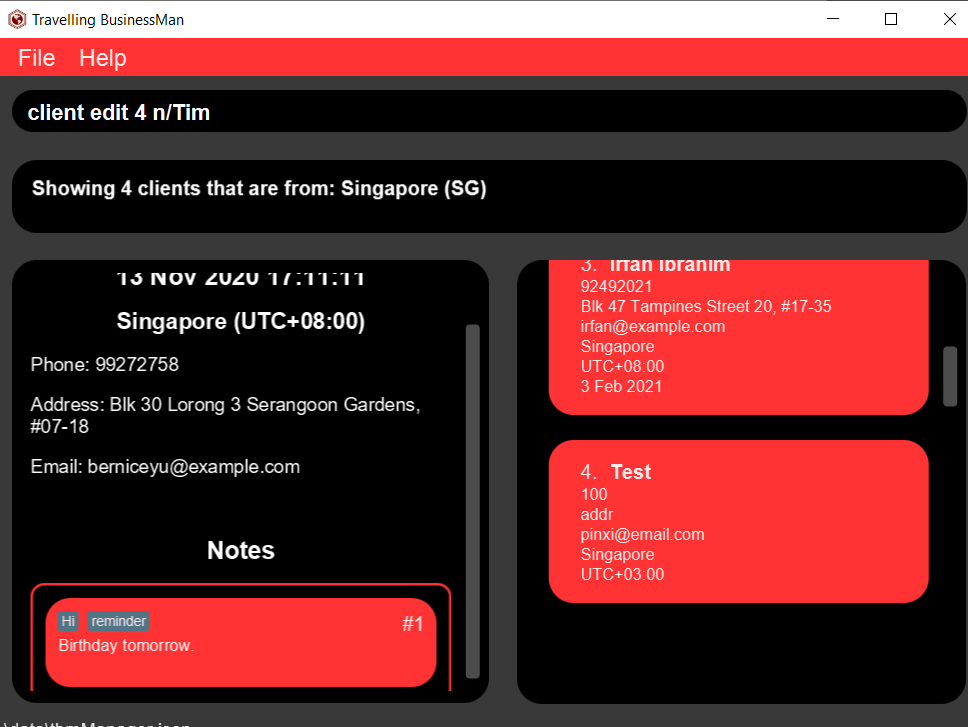 Travelling BusinessMan
File Help
client edit 4 n/Tim
Showing 4 clients that are from: Singapore (SG)
13 Nov 2020 17:11:11
Singapore (UTC+08:00)
Phone: 99272758
Address: Blk 30 Lorong 3 Serangoon Gardens,
#07-18
Email: berniceyu@example.com
Notes
Hi reminder #1
Birthday tomorrow.
3. Irfan Ibrahim
92492021
Blk 47 Tampines Street 20, #17-35
irfan@example.com
Singapore
UTC+08:00
3 Feb 2021
4. Test
100
addr
pinxi@email.com
Singapore
UTC+03:00
\data\tbmManager.json